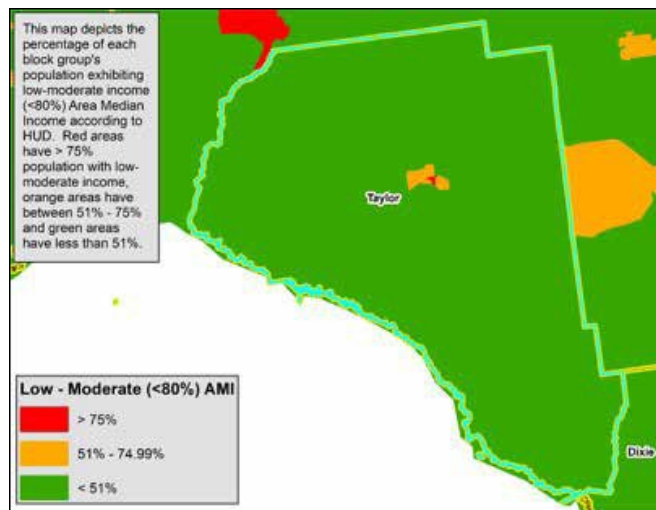 This map depicts the
percentage of each
block group's
population exhibiting
low-moderate income
(<80%) Area Median
Income according to
HUD. Red areas
have > 75%
population with low-
moderate income,
orange areas have
between 51% - 75%
and green areas
have less than 51%.
Taylor
Low - Moderate (<80%) AMI
> 75%
51% - 74.99%
< 51%
Dixie